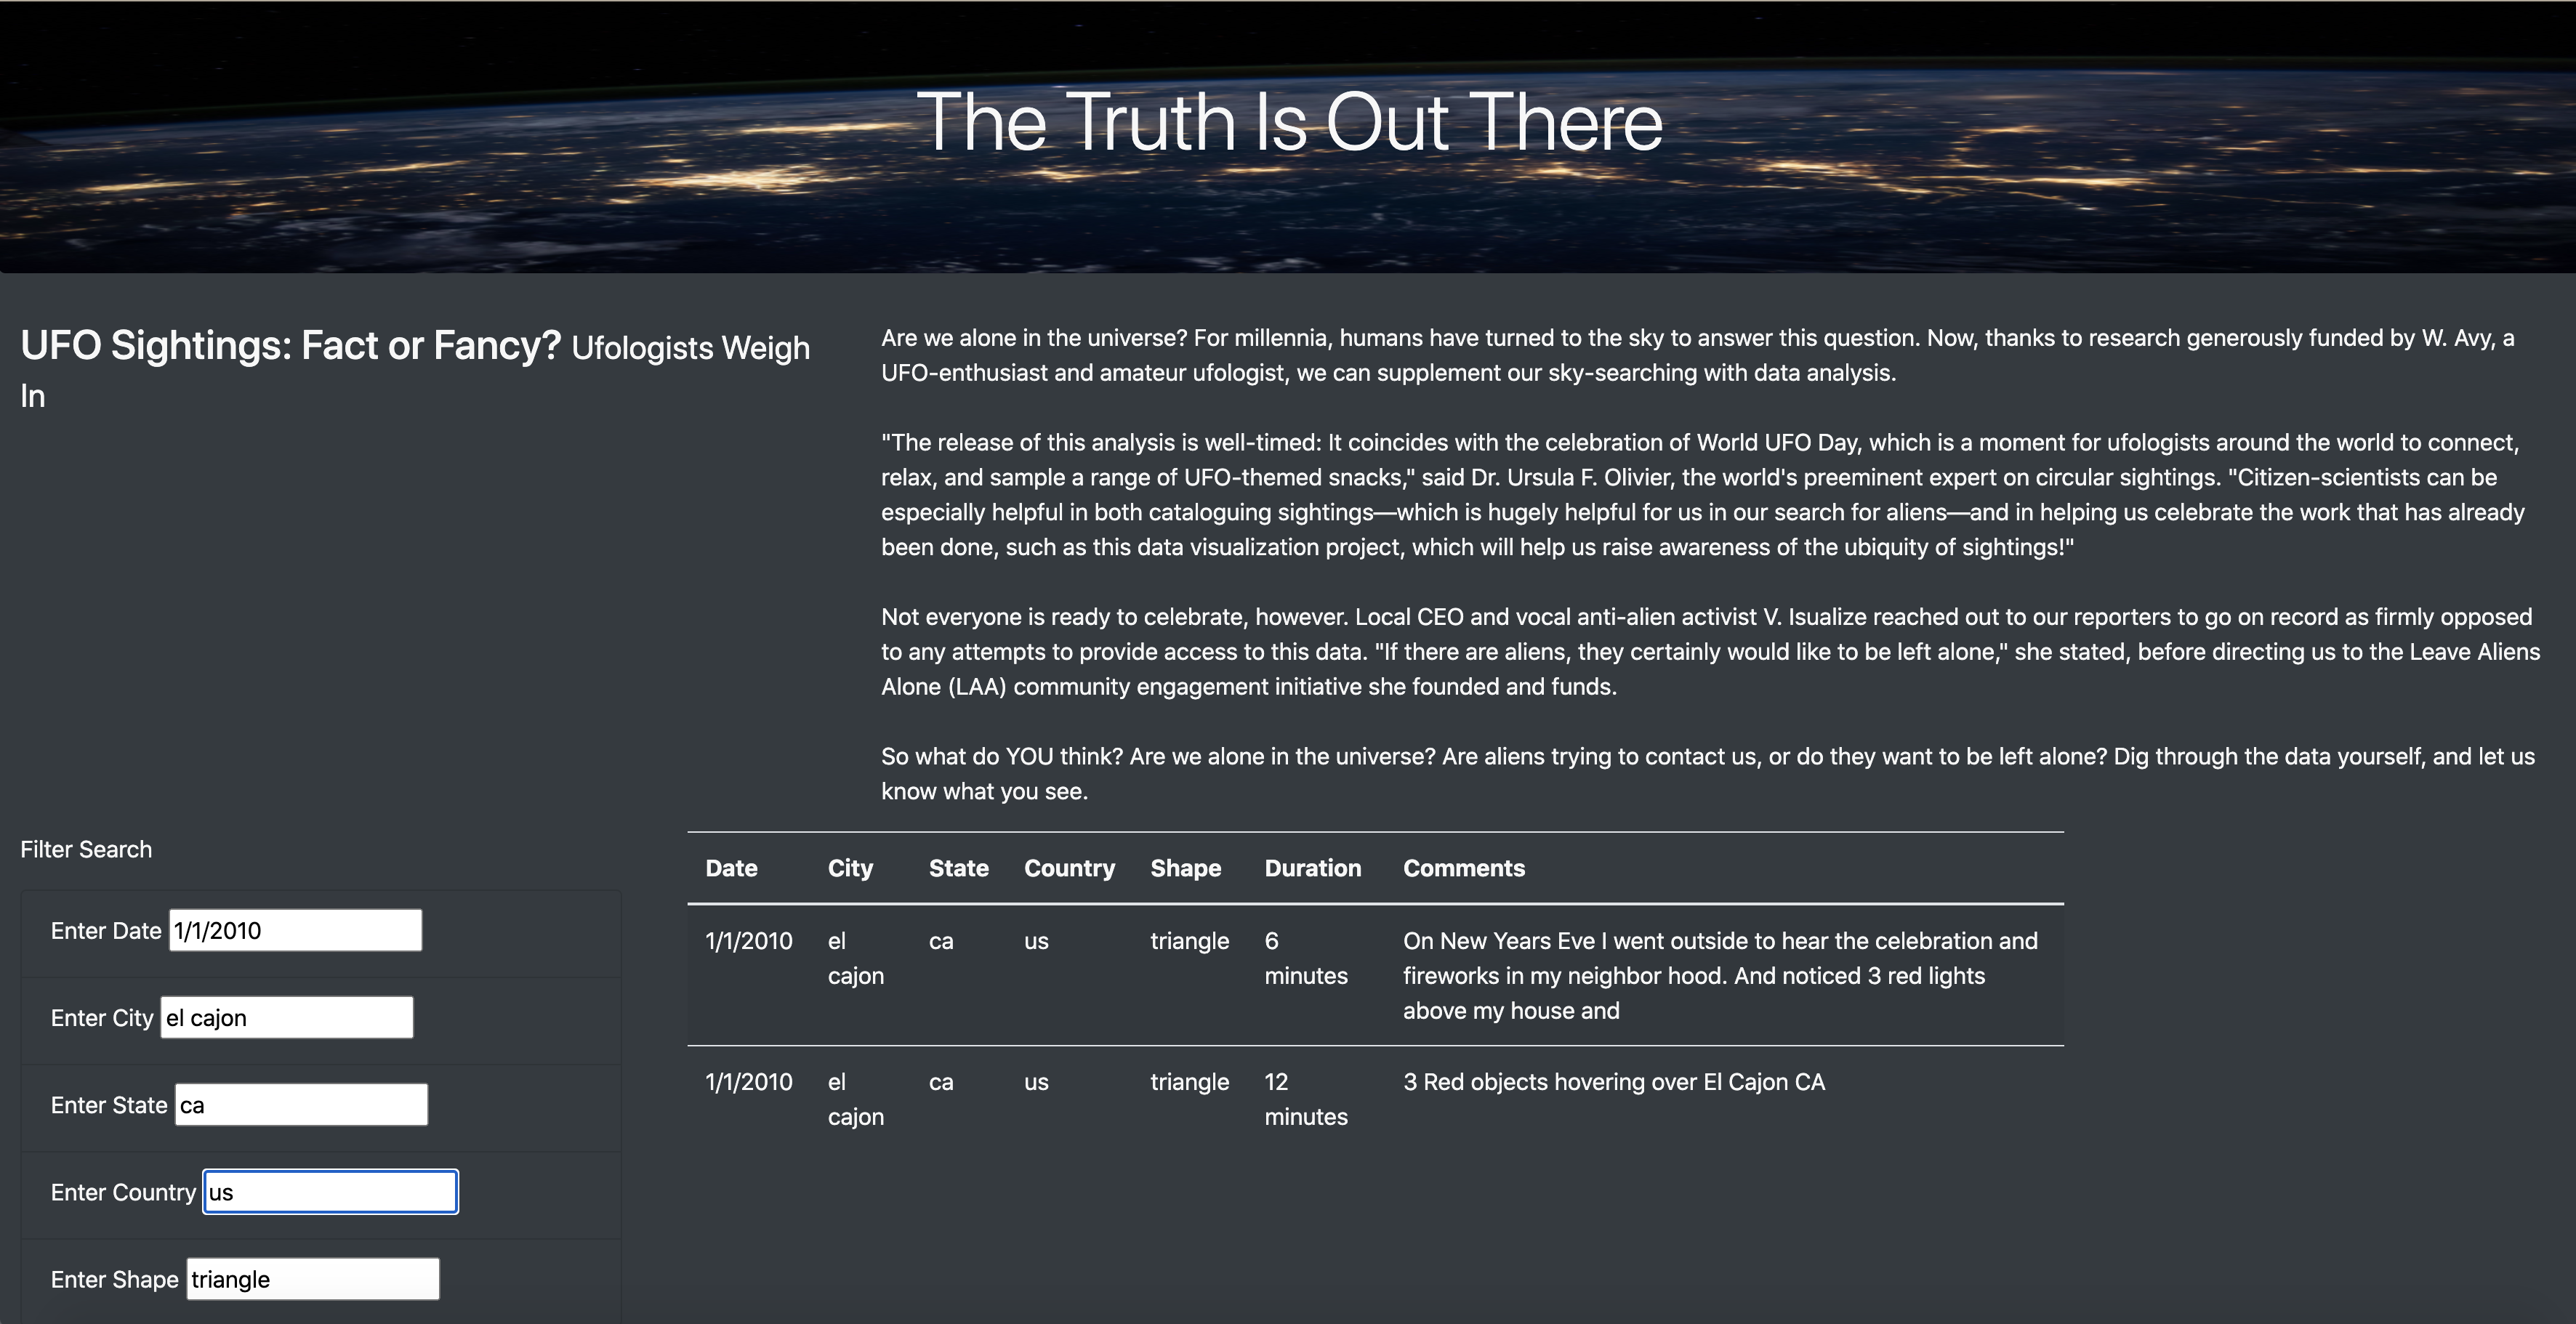 The Truth Is Out There
UFO Sightings: Fact or Fancy? Ufologists Weigh
In
Are we alone in the universe? For millennia, humans have turned to the sky to answer this question. Now, thanks to research generously funded by W. Avy, a
UFO-enthusiast and amateur ufologist, we can supplement our sky-searching with data analysis.
"The release of this analysis is well-timed: It coincides with the celebration of World UFO Day, which is a moment for ufologists around the world to connect,
relax, and sample a range of UFO-themed snacks," said Dr. Ursula F. Olivier, the world's preeminent expert on circular sightings. "Citizen-scientists can be
especially helpful in both cataloguing sightings—which is hugely helpful for us in our search for aliens—and in helping us celebrate the work that has already
been done, such as this data visualization project, which will help us raise awareness of the ubiquity of sightings!"
Not everyone is ready to celebrate, however. Local CEO and vocal anti-alien activist V. Isualize reached out to our reporters to go on record as firmly opposed
to any attempts to provide access to this data. "If there are aliens, they certainly would like to be left alone," she stated, before directing us to the Leave Aliens
Alone (LAA) community engagement initiative she founded and funds.
So what do YOU think? Are we alone in the universe? Are aliens trying to contact us, or do they want to be left alone? Dig through the data yourself, and let us
know what you see.
Filter Search
Enter Date 1/1/2010
Enter City el cajon
Enter State ca
Enter Country us
Enter Shape triangle
Date City State Country Shape Duration Comments
1/1/2010 el ca us triangle 6 On New Years Eve I went outside to hear the celebration and
cajon minutes fireworks in my neighbor hood. And noticed 3 red lights
above my house and
1/1/2010 el ca us triangle 12 3 Red objects hovering over El Cajon CA
cajon minutes